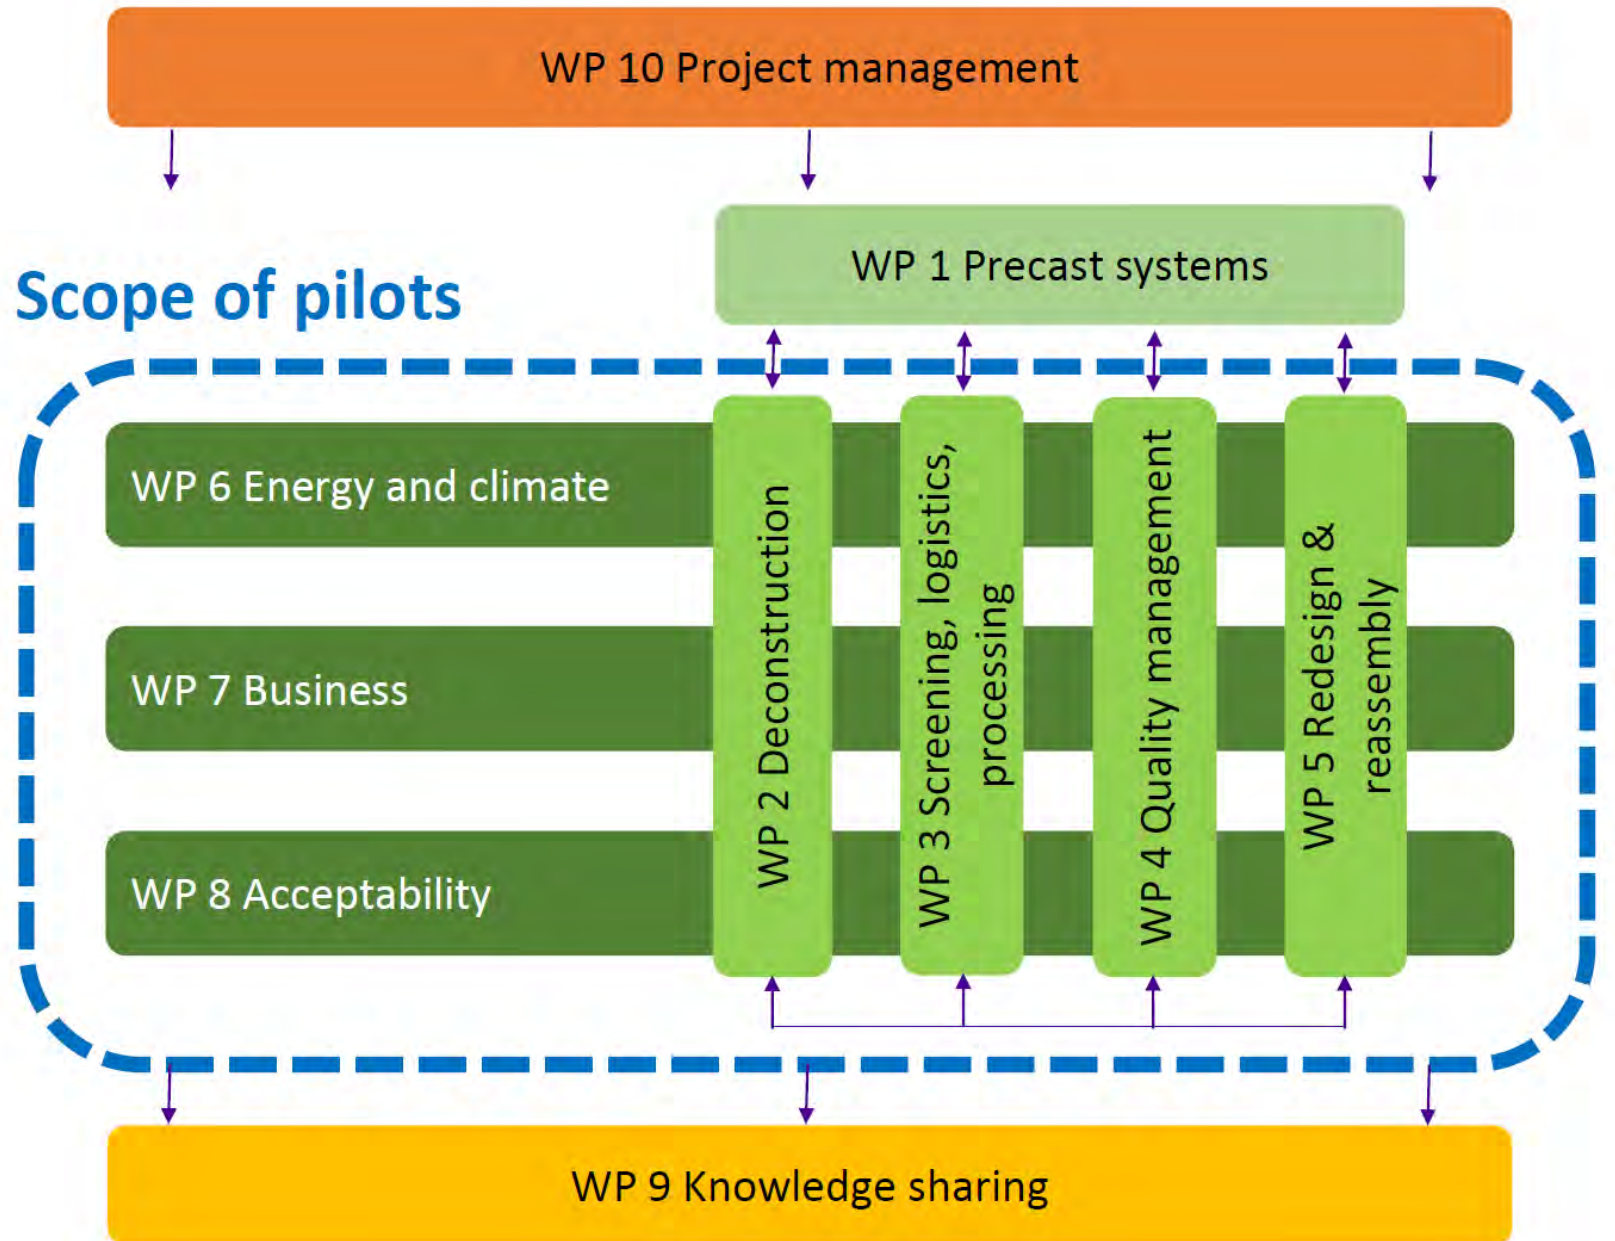 WP 10 Project management
WP 1 Precast systems
Scope of pilots
WP 6 Energy and climate
WP 7 Business
WP 8 Acceptability
WP 2 Deconstruction
WP 3 Screening, logistics,
processing
WP 4 Quality management
WP 5 Redesign &
reassembly
WP 9 Knowledge sharing